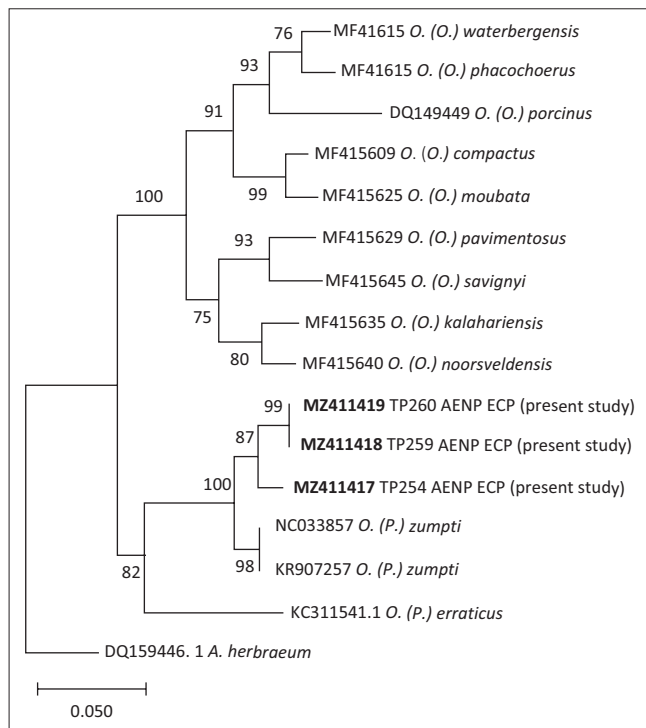 76
MF41615 O. (O.) waterbergensis
93
MF41615 O. (O.) phacochoerus
91
DQ149449 O. (O.) porcinus
MF415609 O. (O.) compactus
99
MF415625 O. (O.) moubata
100
93
MF415629 O. (O.) pavimentosus
MF415645 O. (O.) savignyi
75
MF415635 O. (O.) kalahariensis
80
MF415640 O. (O.) noorsveldensis
99
MZ411419 TP260 AENP ECP (present study)
87
MZ411418 TP259 AENP ECP (present study)
100
MZ411417 TP254 AENP ECP (present study)
NC033857 O. (P.) zumpti
98
KR907257 O. (P.) zumpti
82
KC311541.1 O. (P.) erraticus
DQ159446. 1 A. herbraeum
0.050